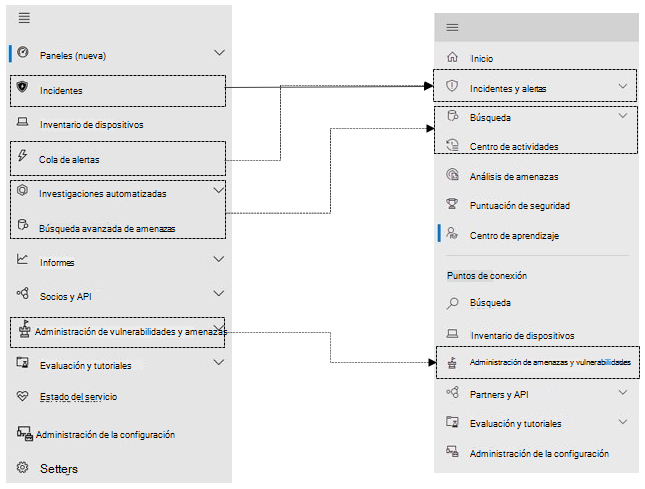 Paneles (nueva)
Incidentes
Inventario de dispositivos
Cola de alertas
Investigaciones automatizadas
Búsqueda avanzada de amenazas
Informes
Socios y API
Administración de vulnerabilidades y amenazas
Evaluación y tutoriales
Estado del servicio
Administración de la configuración
Setters
Inicio
Incidentes y alertas
Búsqueda
Centro de actividades
Análisis de amenazas
Puntuación de seguridad
Centro de aprendizaje
Puntos de conexión
Búsqueda
Inventario de dispositivos
Administración de amenazas y vulnerabilidades
Partners y API
Evaluación y tutoriales
Administración de la configuración